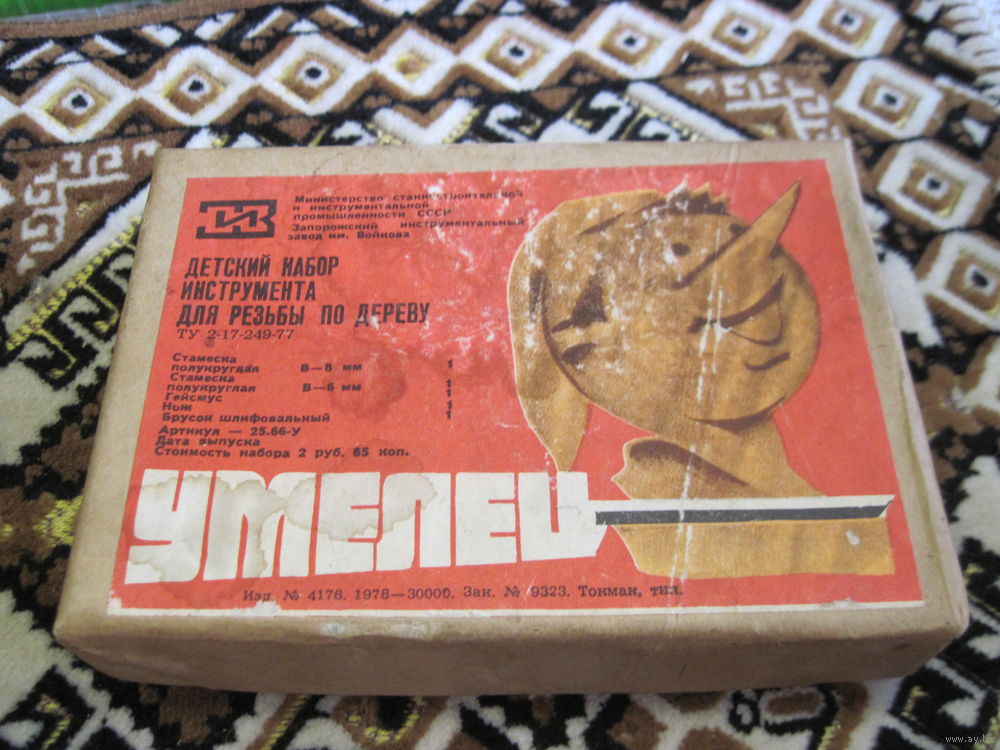 Министерство станкостроительной
и инструментальной
промышленности СССР
Запорожский инструментальный
завод им. Войкова
ДЕТСКИЙ НАБОР
ИНСТРУМЕНТА
ДЛЯ РЕЗЬБЫ ПО ДЕРЕВУ
ТУ 2-17-249-77
Стамеска
полукруглая В—8 мм 1
Стамеска
полукруглая В—6 мм 1
Гейсмус 1
Нож 1
Брусок шлифовальный 1
Артикул — 25.66-У
Дата выпуска
Стоимость набора 2 руб. 65 коп.
УМЕЛЕЦ
Изд. № 4176. 1978—30000. Зак. № 9323. Токмак, тип.